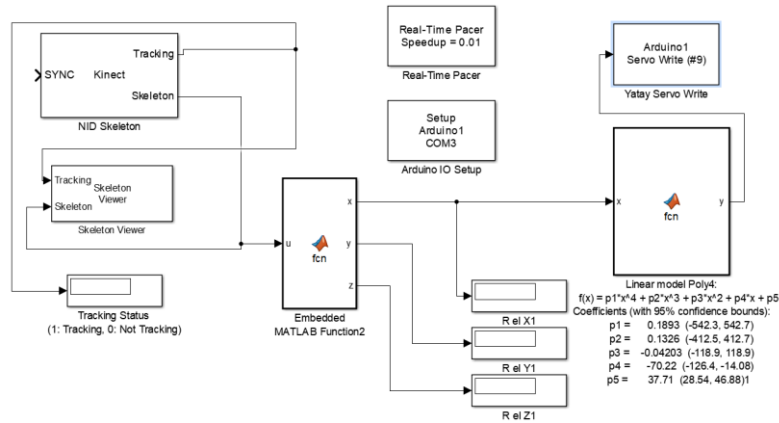 Tracking
SYNC Kinect
Skeleton
NID Skeleton
Real-Time Pacer
Speedup = 0.01
Real-Time Pacer
Arduino1
Servo Write (#9)
Yatay Servo Write
Setup
Arduino1
COM3
Arduino IO Setup
Tracking
Skeleton
Viewer
Skeleton
Skeleton Viewer
u
fcn
x
y
z
Embedded
MATLAB Function2
x
fcn
y
Tracking Status
(1: Tracking, 0: Not Tracking)
R el X1
R el Y1
R el Z1
Linear model Poly4:
f(x) = p1*x^4 + p2*x^3 + p3*x^2 + p4*x + p5
Coefficients (with 95% confidence bounds):
p1 = 0.1893 (-542.3, 542.7)
p2 = 0.1326 (-412.5, 412.7)
p3 = -0.04203 (-118.9, 118.9)
p4 = -70.22 (-126.4, -14.08)
p5 = 37.71 (28.54, 46.88)1